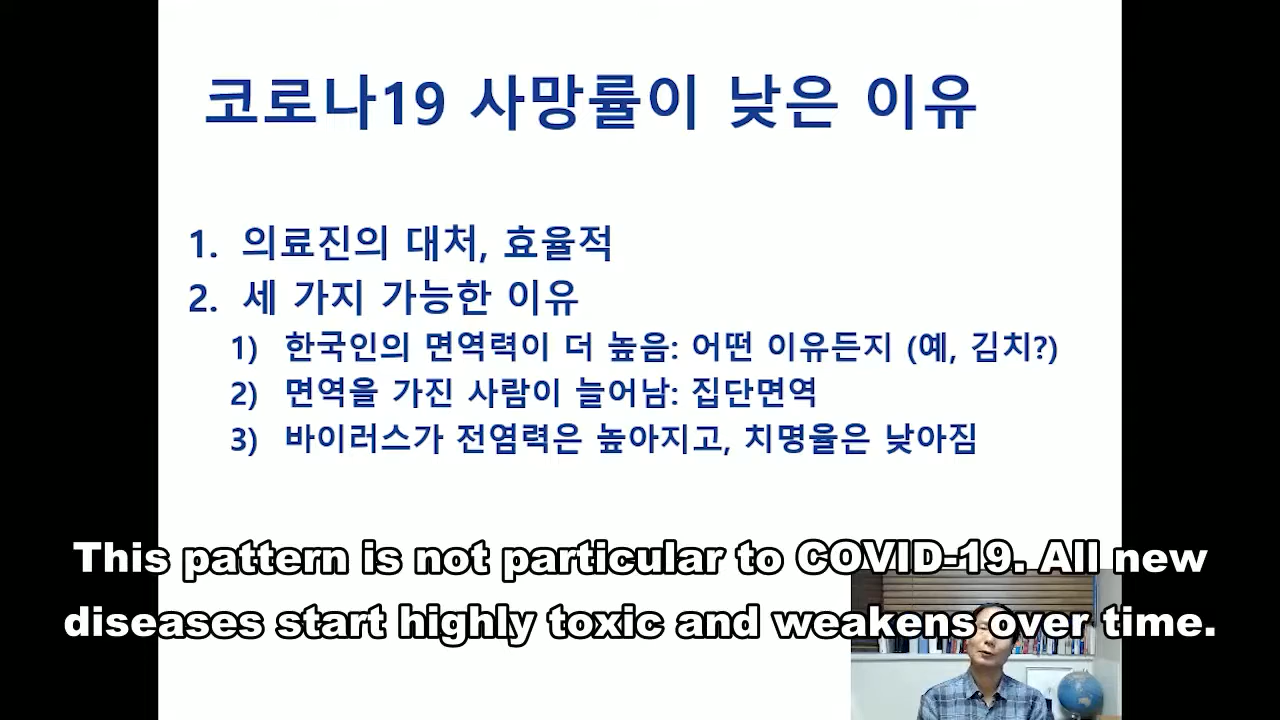 코로나19 사망률이 낮은 이유
1. 의료진의 대처, 효율적
2. 세 가지 가능한 이유
1) 한국인의 면역력이 더 높음: 어떤 이유든지 (예, 김치?)
2) 면역을 가진 사람이 늘어남: 집단면역
3) 바이러스가 전염력은 높아지고, 치명율은 낮아짐
This pattern is not particular to COVID-19. All new
diseases start highly toxic and weakens over time.